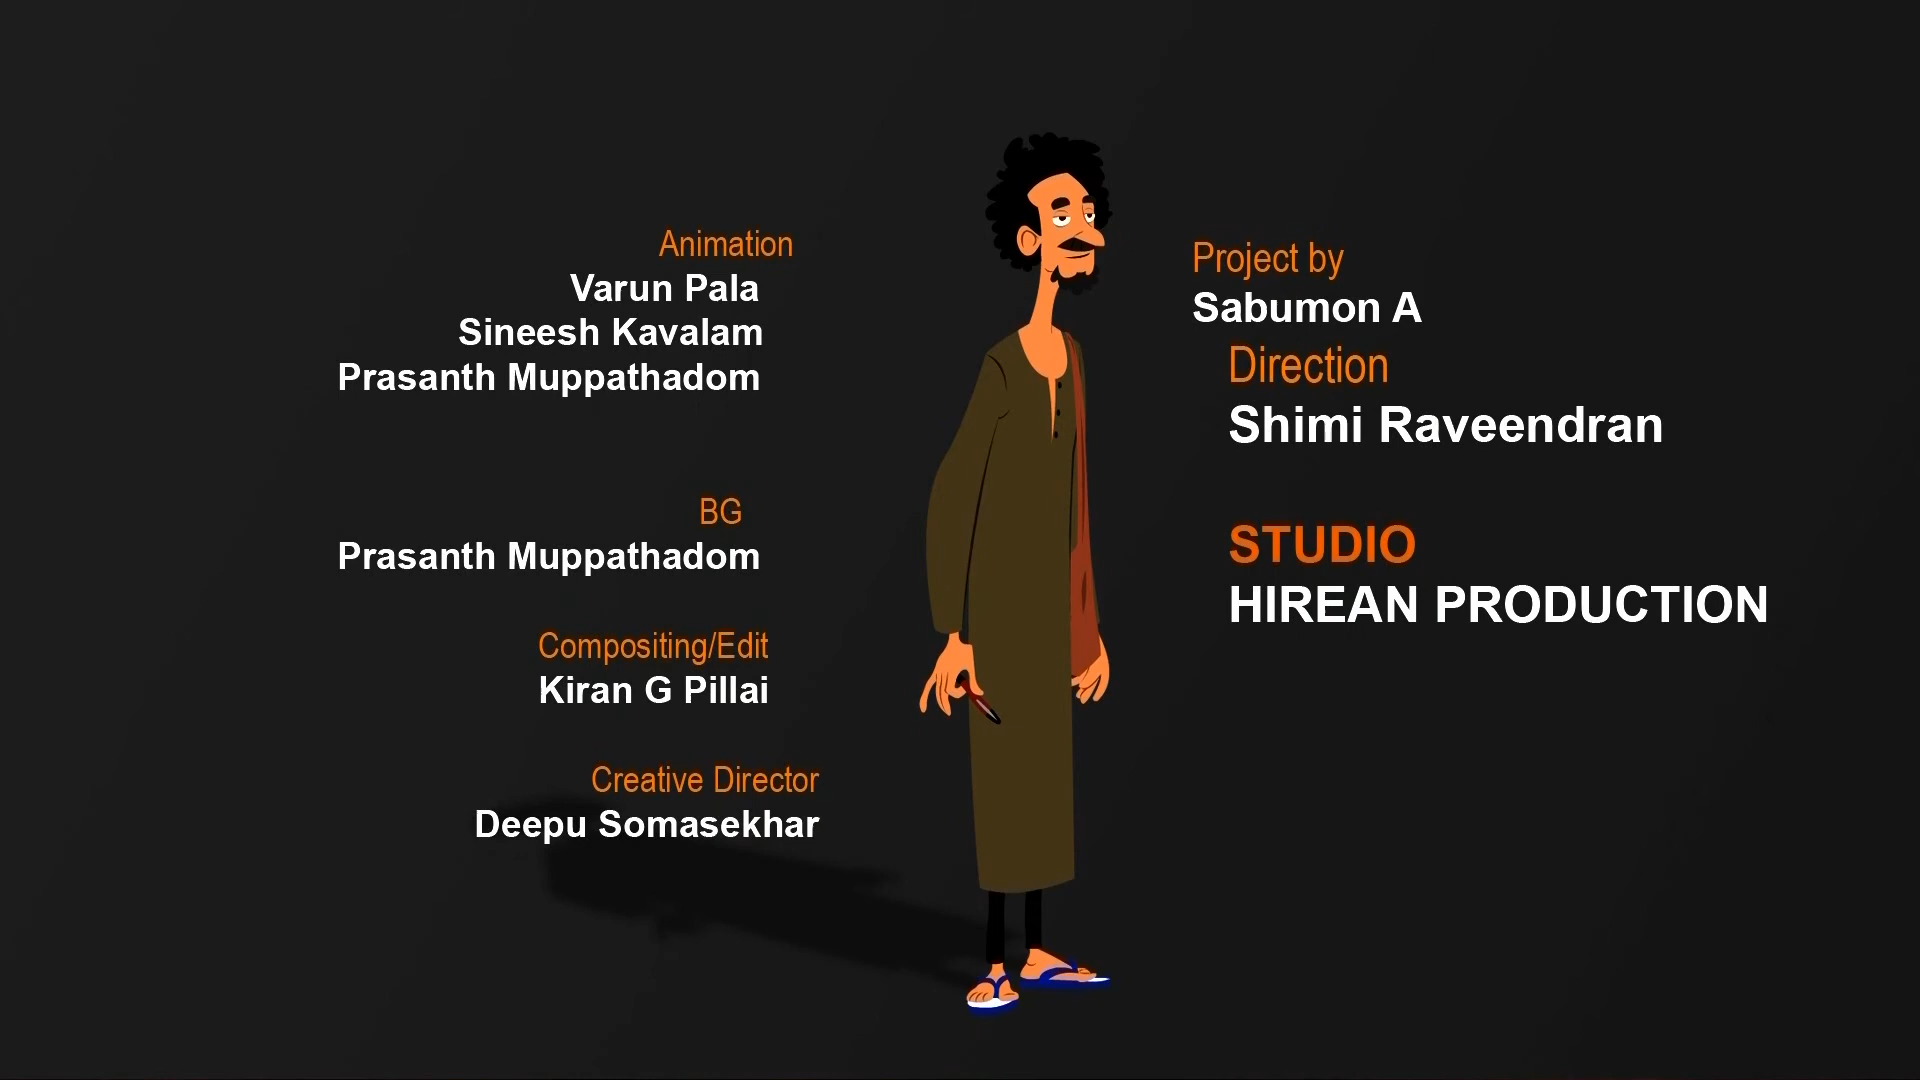 Animation
Varun Pala
Sineesh Kavalam
Prasanth Muppathadom
BG
Prasanth Muppathadom
Compositing/Edit
Kiran G Pillai
Creative Director
Deepu Somasekhar
Project by
Sabumon A
Direction
Shimi Raveendran
STUDIO
HIREAN PRODUCTION